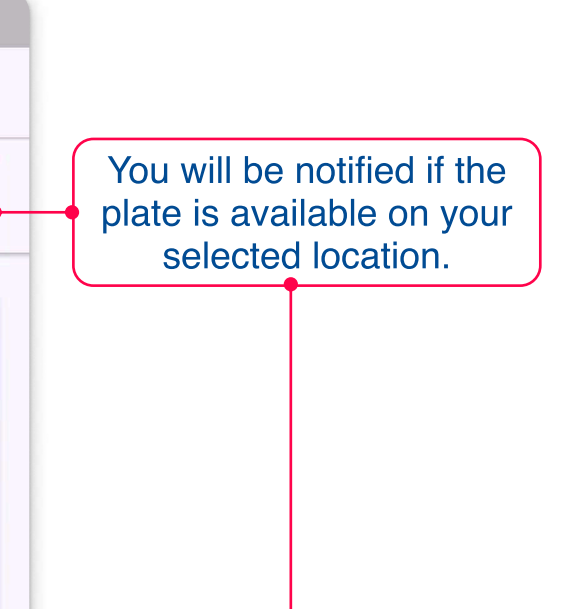 You will be notified if the
plate is available on your
selected location.